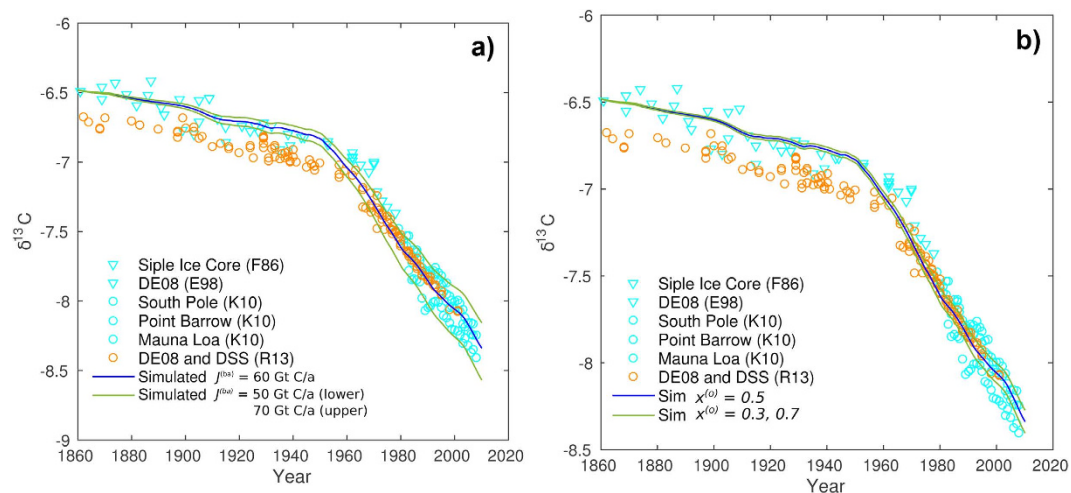 a)
-6
-6.5
-7
-7.5
-8
-8.5
-9
δ¹³C
Siple Ice Core (F86)
DE08 (E98)
South Pole (K10)
Point Barrow (K10)
Mauna Loa (K10)
DE08 and DSS (R13)
Simulated J⁽ᵇᵃ⁾ = 60 Gt C/a
Simulated J⁽ᵇᵃ⁾ = 50 Gt C/a (lower)
70 Gt C/a (upper)
1860 1880 1900 1920 1940 1960 1980 2000 2020
Year
b)
-6
-6.5
-7
-7.5
-8
-8.5
δ¹³C
Siple Ice Core (F86)
DE08 (E98)
South Pole (K10)
Point Barrow (K10)
Mauna Loa (K10)
DE08 and DSS (R13)
Sim x⁽ᵒ⁾ = 0.5
Sim x⁽ᵒ⁾ = 0.3, 0.7
1860 1880 1900 1920 1940 1960 1980 2000 2020
Year